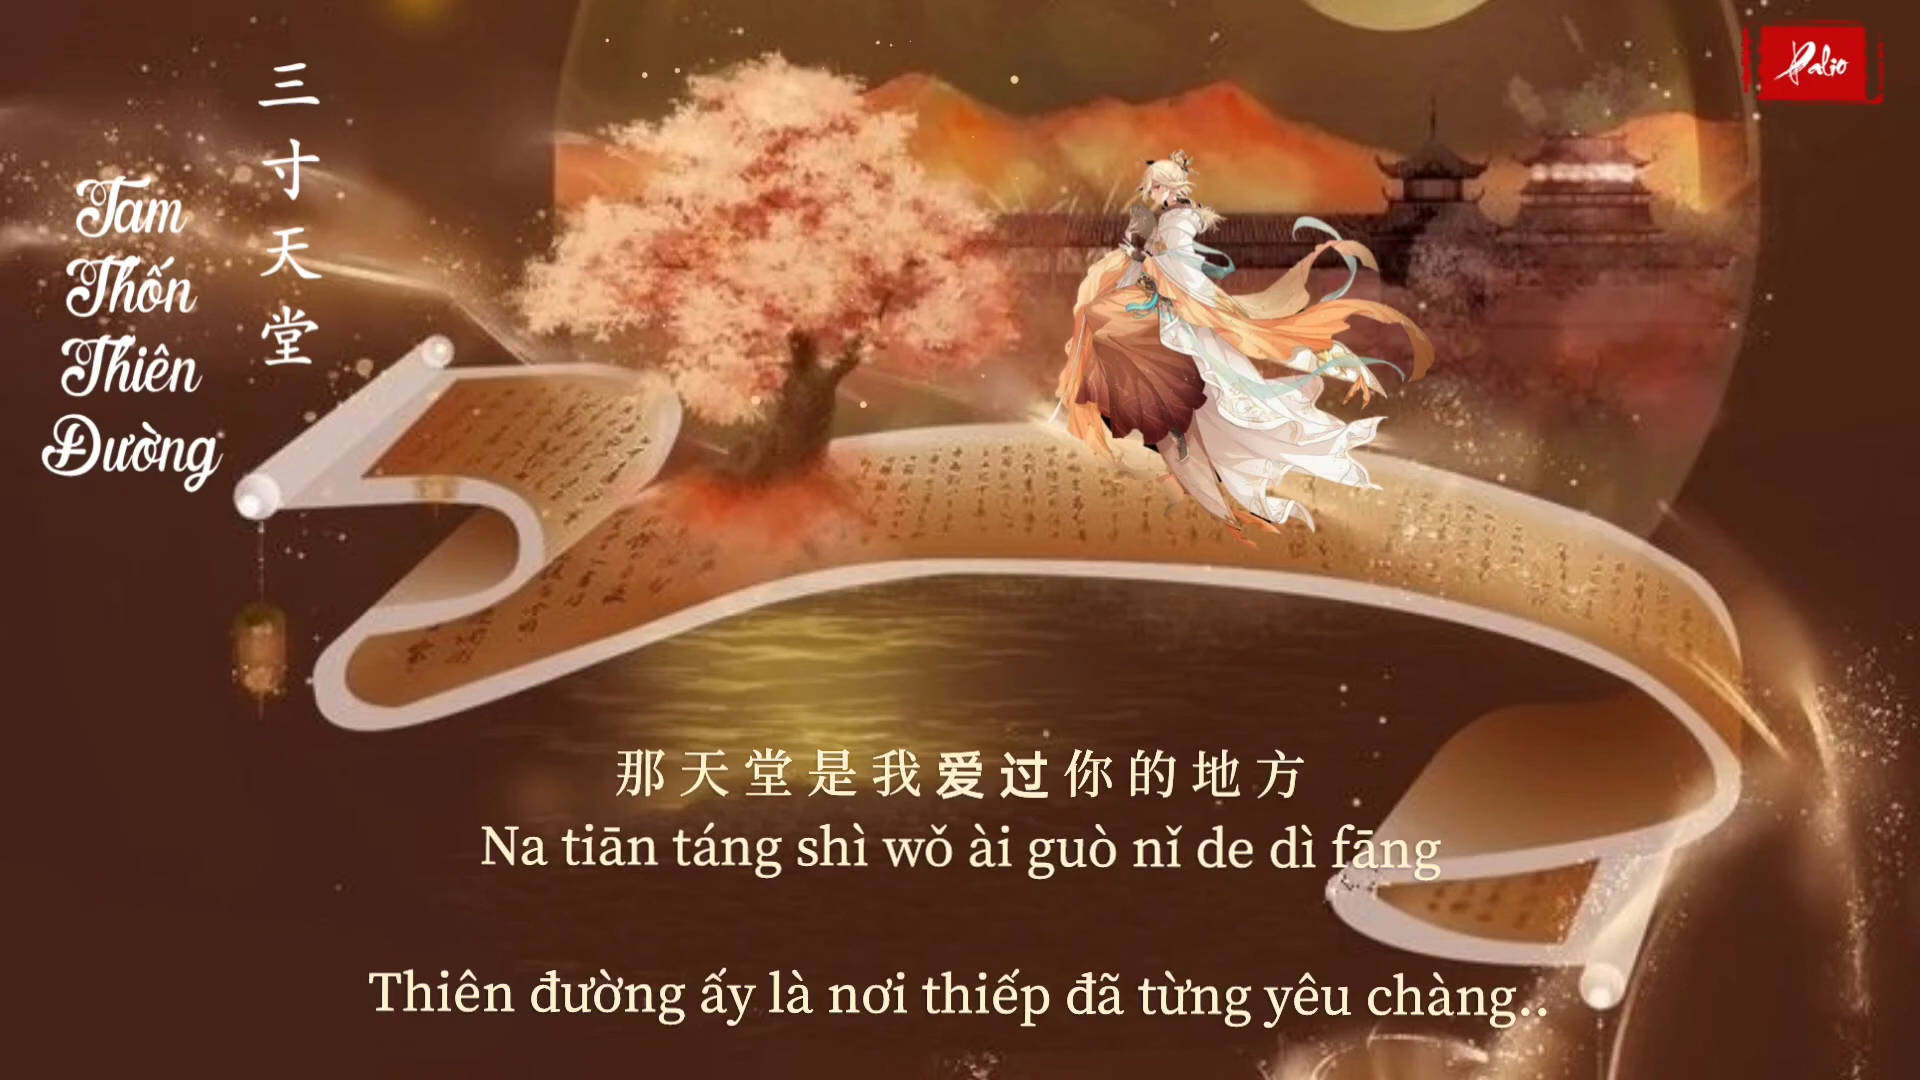 三寸天堂
Tam
Thốn
Thiên
Đường
Palio
那天堂是我爱过你的地方
Na tiān táng shì wǒ ài guò nǐ de dì fāng
Thiên đường ấy là nơi thiếp đã từng yêu chàng..